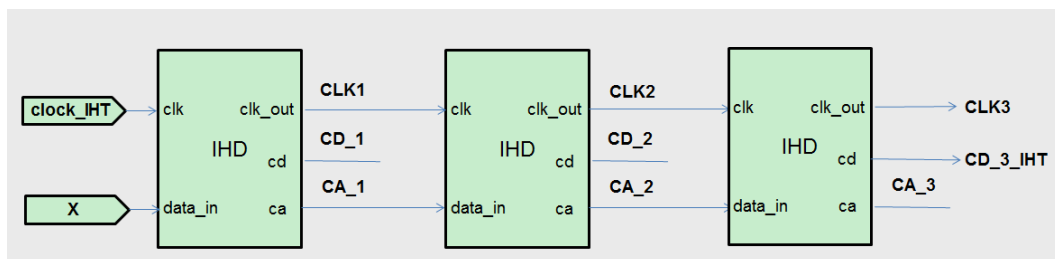 clock_IHT
X
clk
clk_out
IHD
cd
data_in
ca
CLK1
CD_1
CA_1
clk
clk_out
IHD
cd
data_in
ca
CLK2
CD_2
CA_2
clk
clk_out
IHD
cd
data_in
ca
CLK3
CD_3_IHT
CA_3